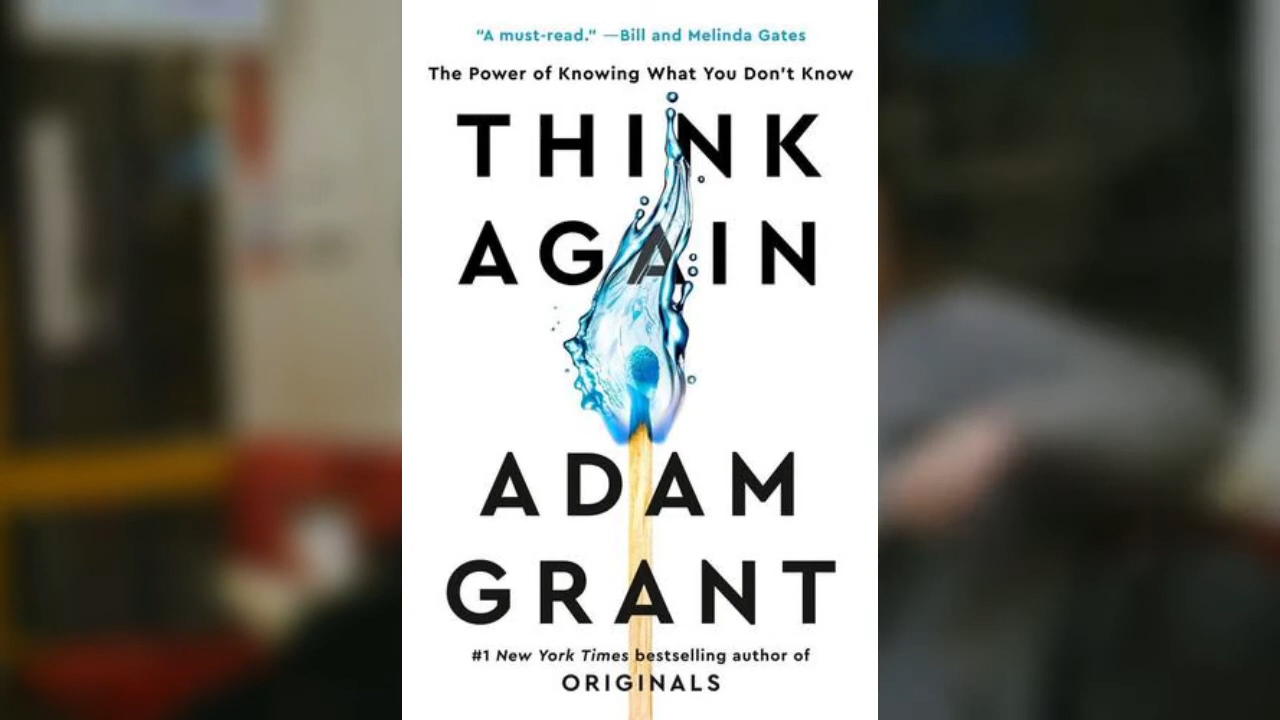 “A must-read.” —Bill and Melinda Gates
The Power of Knowing What You Don’t Know
THINK
AGAIN
ADAM
GRANT
#1 New York Times bestselling author of
ORIGINALS